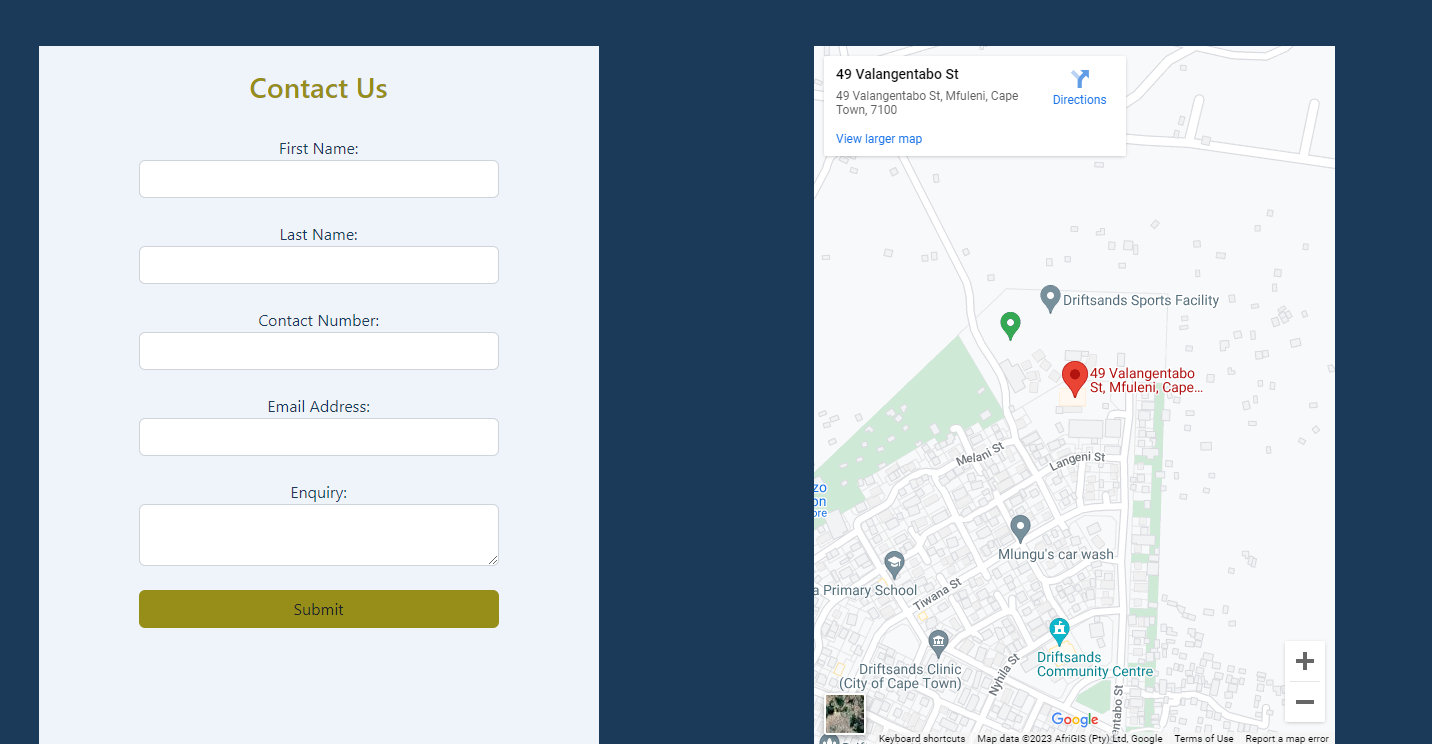 Contact Us
First Name:
Last Name:
Contact Number:
Email Address:
Enquiry:
Submit
49 Valangentabo St
49 Valangentabo St, Mfuleni, Cape
Town, 7100
Directions
View larger map
Driftsands Sports Facility
49 Valangentabo
St, Mfuleni, Cape...
Melani St
Langeni St
zo
on
ore
Mlungu's car wash
a Primary School
Tiwana St
Driftsands
Community Centre
Driftsands Clinic
(City of Cape Town)
Nyhila St
ntabo St
Google
Keyboard shortcuts Map data ©2023 AfriGIS (Pty) Ltd, Google Terms of Use Report a map error